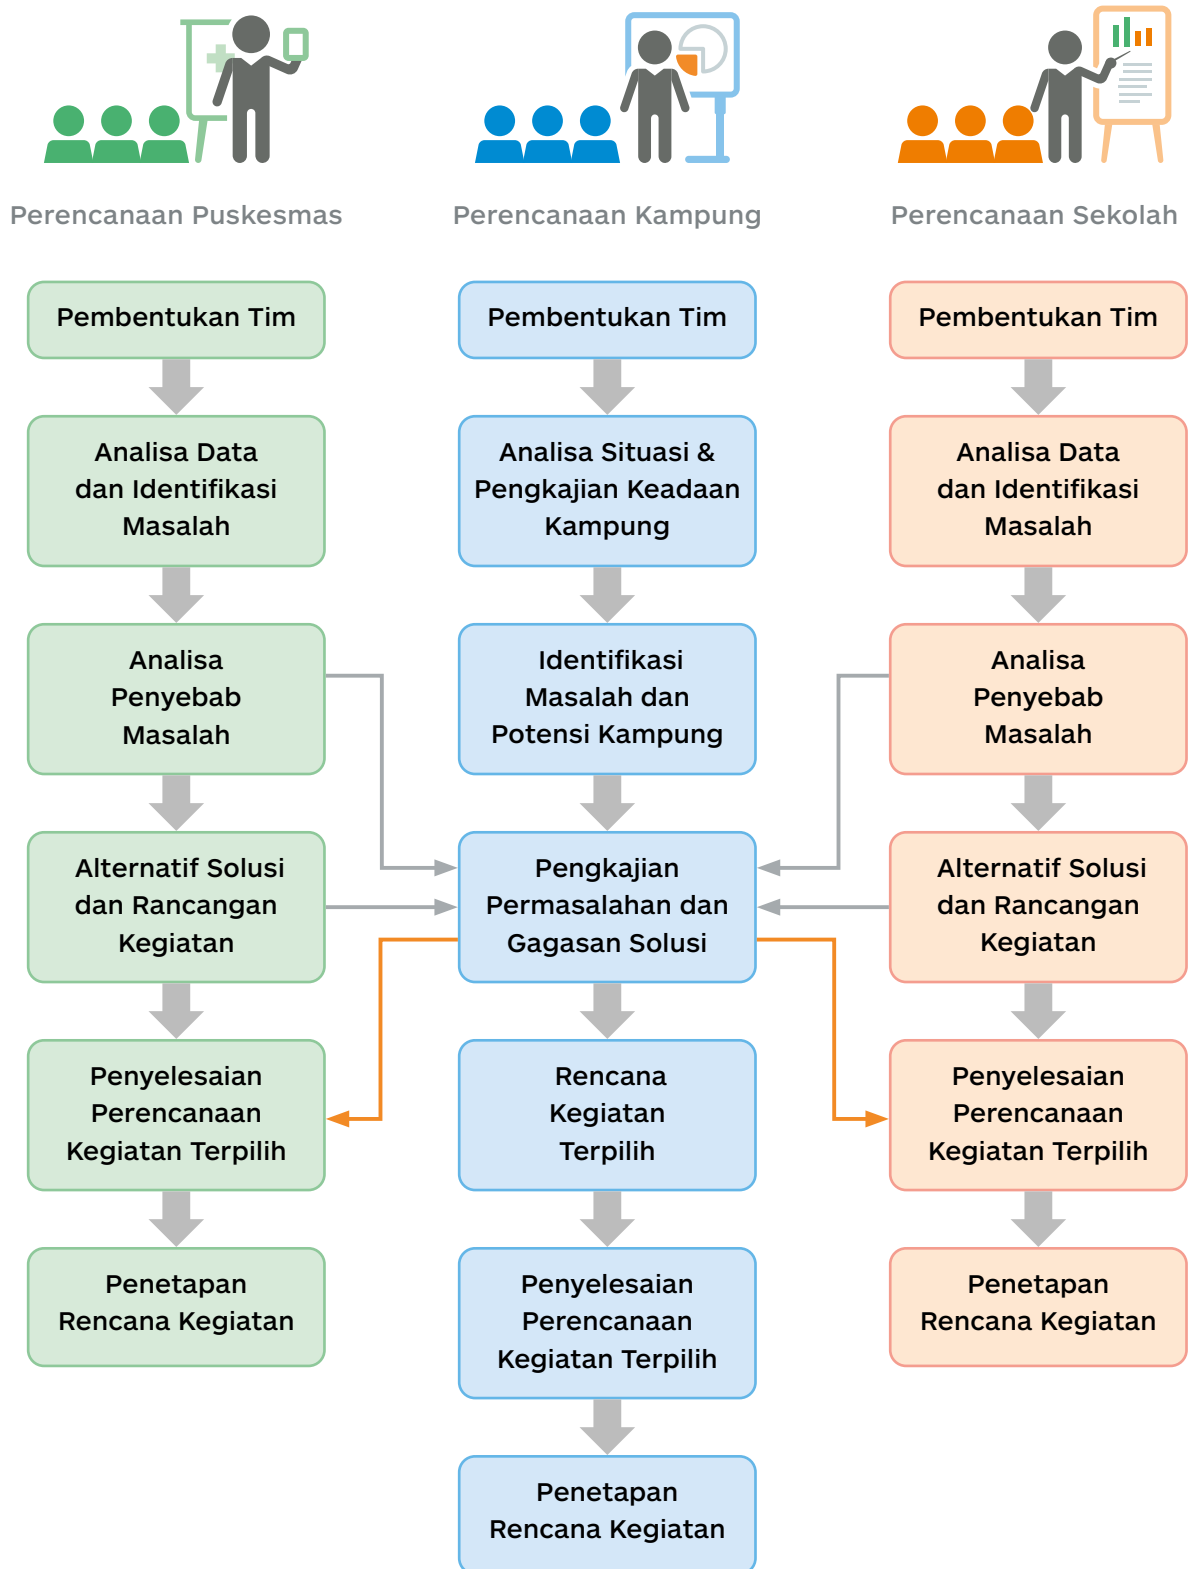 Perencanaan Puskesmas
Perencanaan Kampung
Perencanaan Sekolah
Pembentukan Tim
Analisa Data
dan Identifikasi
Masalah
Analisa
Penyebab
Masalah
Alternatif Solusi
dan Rancangan
Kegiatan
Penyelesaian
Perencanaan
Kegiatan Terpilih
Penetapan
Rencana Kegiatan
Pembentukan Tim
Analisa Situasi &
Pengkajian Keadaan
Kampung
Identifikasi
Masalah dan
Potensi Kampung
Pengkajian
Permasalahan dan
Gagasan Solusi
Rencana
Kegiatan
Terpilih
Penyelesaian
Perencanaan
Kegiatan Terpilih
Penetapan
Rencana Kegiatan
Pembentukan Tim
Analisa Data
dan Identifikasi
Masalah
Analisa
Penyebab
Masalah
Alternatif Solusi
dan Rancangan
Kegiatan
Penyelesaian
Perencanaan
Kegiatan Terpilih
Penetapan
Rencana Kegiatan